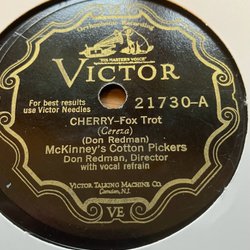 "HIS MASTER'S VOICE"
VICTOR
For best results
use Victor Needles
21730-A
CHERRY-Fox Trot
(Cereza)
(Don Redman)
McKinney's Cotton Pickers
Don Redman, Director
with vocal refrain
VICTOR TALKING MACHINE CO.
Camden, N.J.
VE